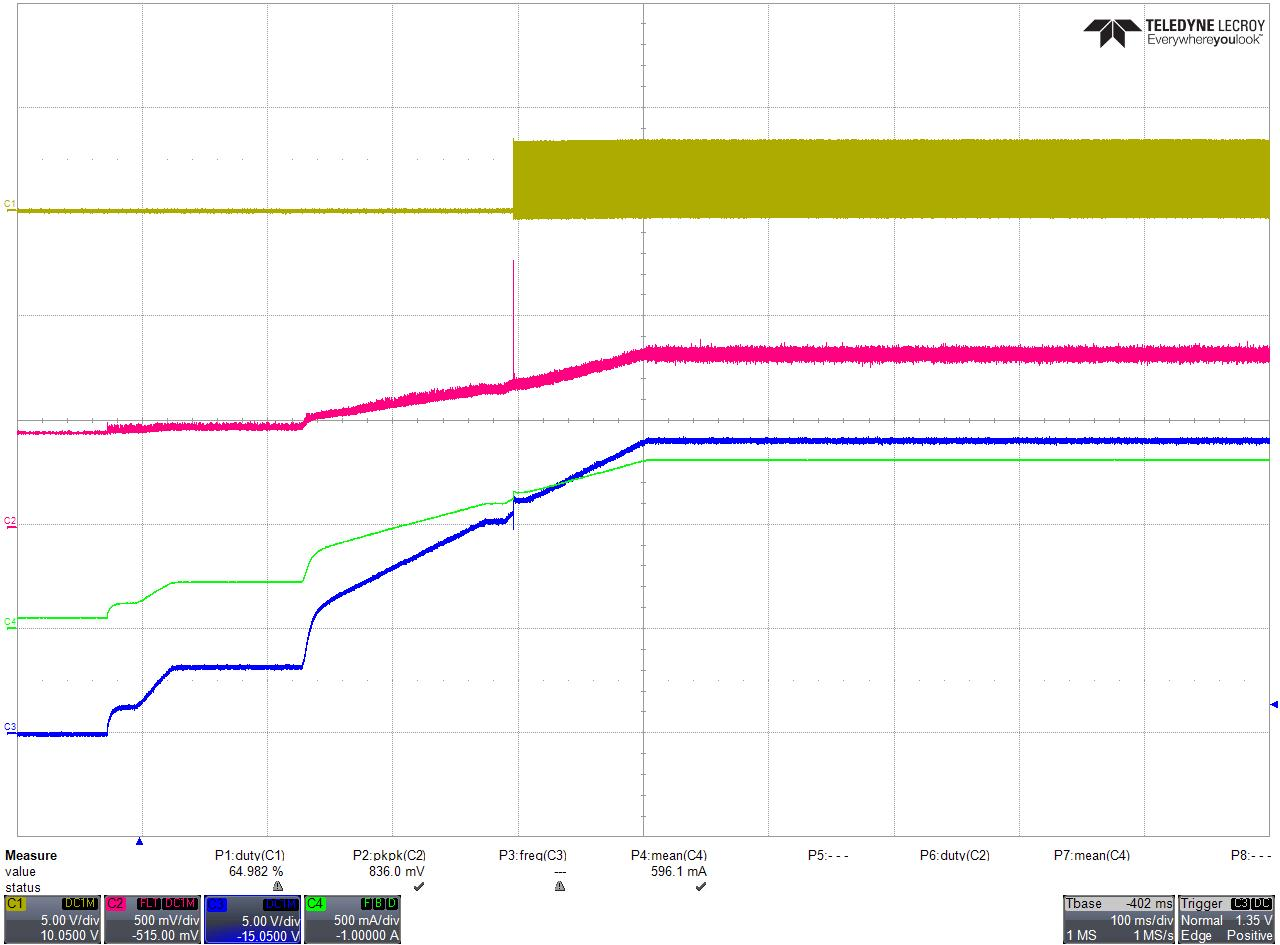 TELEDYNE LECROY
Everywhereyoulook™
C1
C2
C4
C3
Measure P1:duty(C1) P2:pkpk(C2) P3:freq(C3) P4:mean(C4) P5:- - - P6:duty(C2) P7:mean(C4) P8:- - -
value 64.982 % 836.0 mV --- 596.1 mA
status
C1 DC1M C2 FLT DC1M C3 DC1M C4 F B D Tbase -402 ms Trigger C3 DC
5.00 V/div 500 mV/div 5.00 V/div 500 mA/div 100 ms/div Normal 1.35 V
10.0500 V -515.00 mV -15.0500 V -1.00000 A 1 MS 1 MS/s Edge Positive